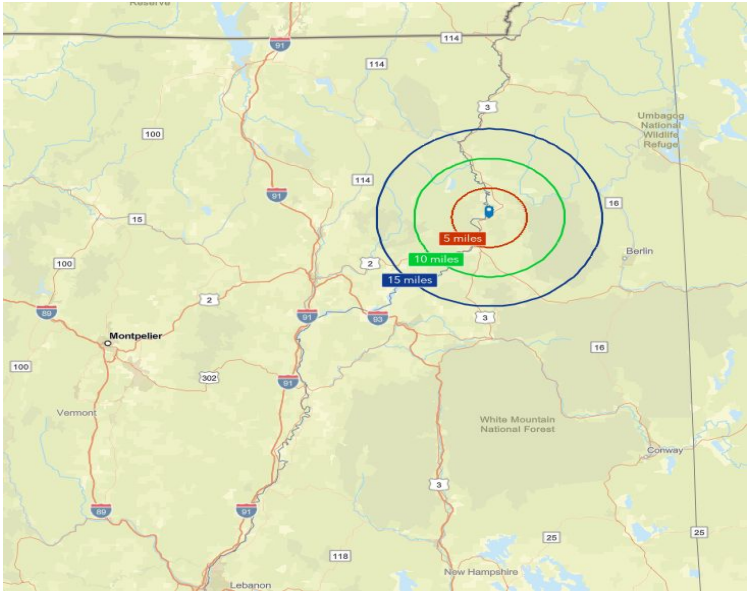 Reserve
91
114
114
3
100
Umbagog
National
Wildlife
Refuge
114
91
16
15
5 miles
Berlin
10 miles
100
2
15 miles
2
89
91
93
3
Montpelier
16
100
302
91
Vermont
White Mountain
National Forest
Conway
3
89
91
25
118
New Hampshire
25
Lebanon